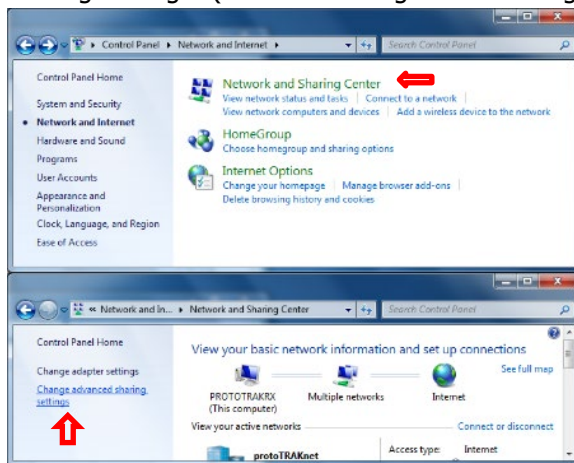 Control Panel ▸ Network and Internet ▸
Search Control Panel
Control Panel Home
System and Security
Network and Internet
Hardware and Sound
Programs
User Accounts
Appearance and
Personalization
Clock, Language, and Region
Ease of Access
Network and Sharing Center
View network status and tasks | Connect to a network |
View network computers and devices | Add a wireless device to the network
HomeGroup
Choose homegroup and sharing options
Internet Options
Change your homepage | Manage browser add-ons |
Delete browsing history and cookies
« Network and In... ▸ Network and Sharing Center
Search Control Panel
Control Panel Home
Change adapter settings
Change advanced sharing
settings
View your basic network information and set up connections
See full map
PROTOTRAKRX
(This computer)
Multiple networks
Internet
View your active networks
Connect or disconnect
protoTRAKnet
Access type: Internet